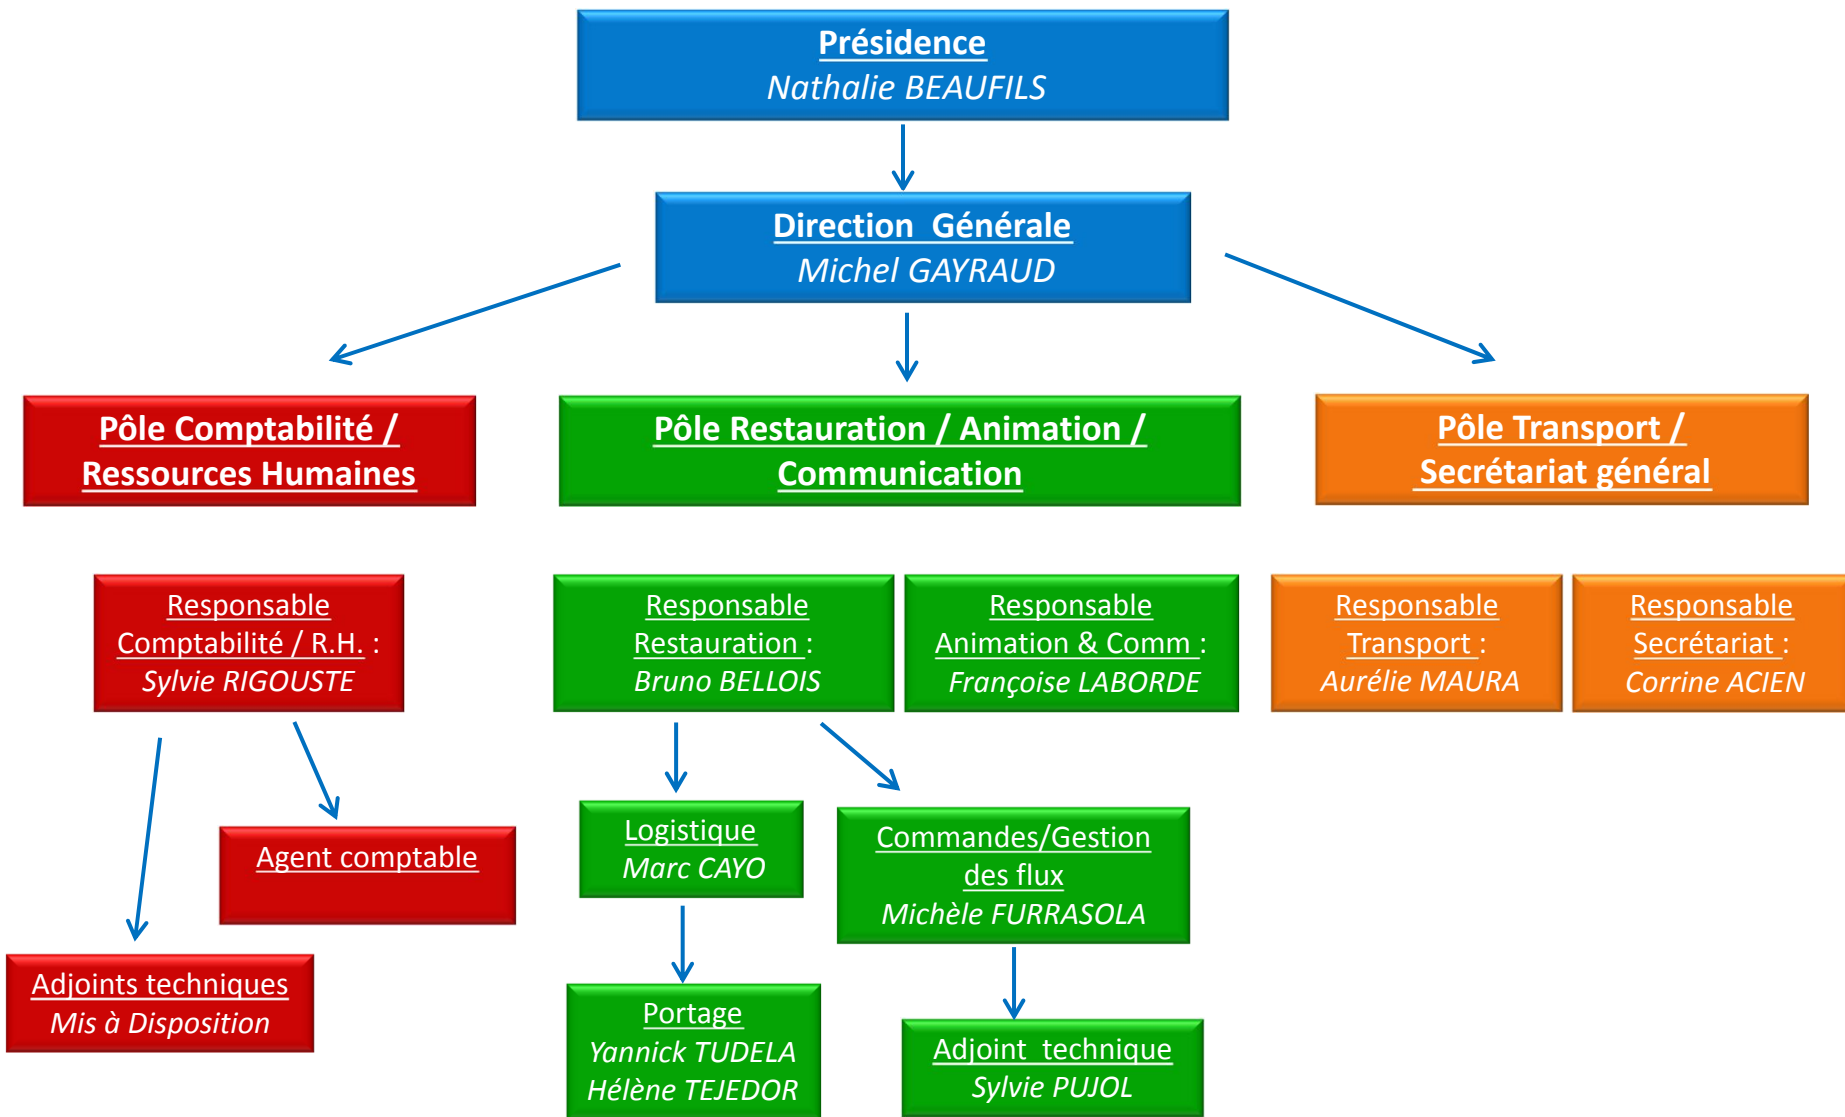 Présidence
Nathalie BEAUFILS
Direction  Générale
Michel GAYRAUD
Pôle Comptabilité /
Ressources Humaines
Pôle Restauration / Animation /
Communication
Pôle Transport /
Secrétariat général
Responsable
Comptabilité / R.H. :
Sylvie RIGOUSTE
Responsable
Restauration :
Bruno BELLOIS
Responsable
Animation & Comm :
Françoise LABORDE
Responsable
Transport :
Aurélie MAURA
Responsable
Secrétariat :
Corrine ACIEN
Agent comptable
Logistique
Marc CAYO
Commandes/Gestion
des flux
Michèle FURRASOLA
Adjoints techniques
Mis à Disposition
Portage
Yannick TUDELA
Hélène TEJEDOR
Adjoint  technique
Sylvie PUJOL